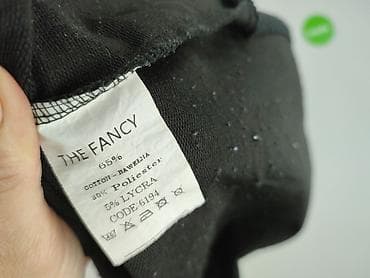 THE FANCY
65%
COTTON-BAWEŁNA
30% Poliester
5% LYCRA
CODE:6194